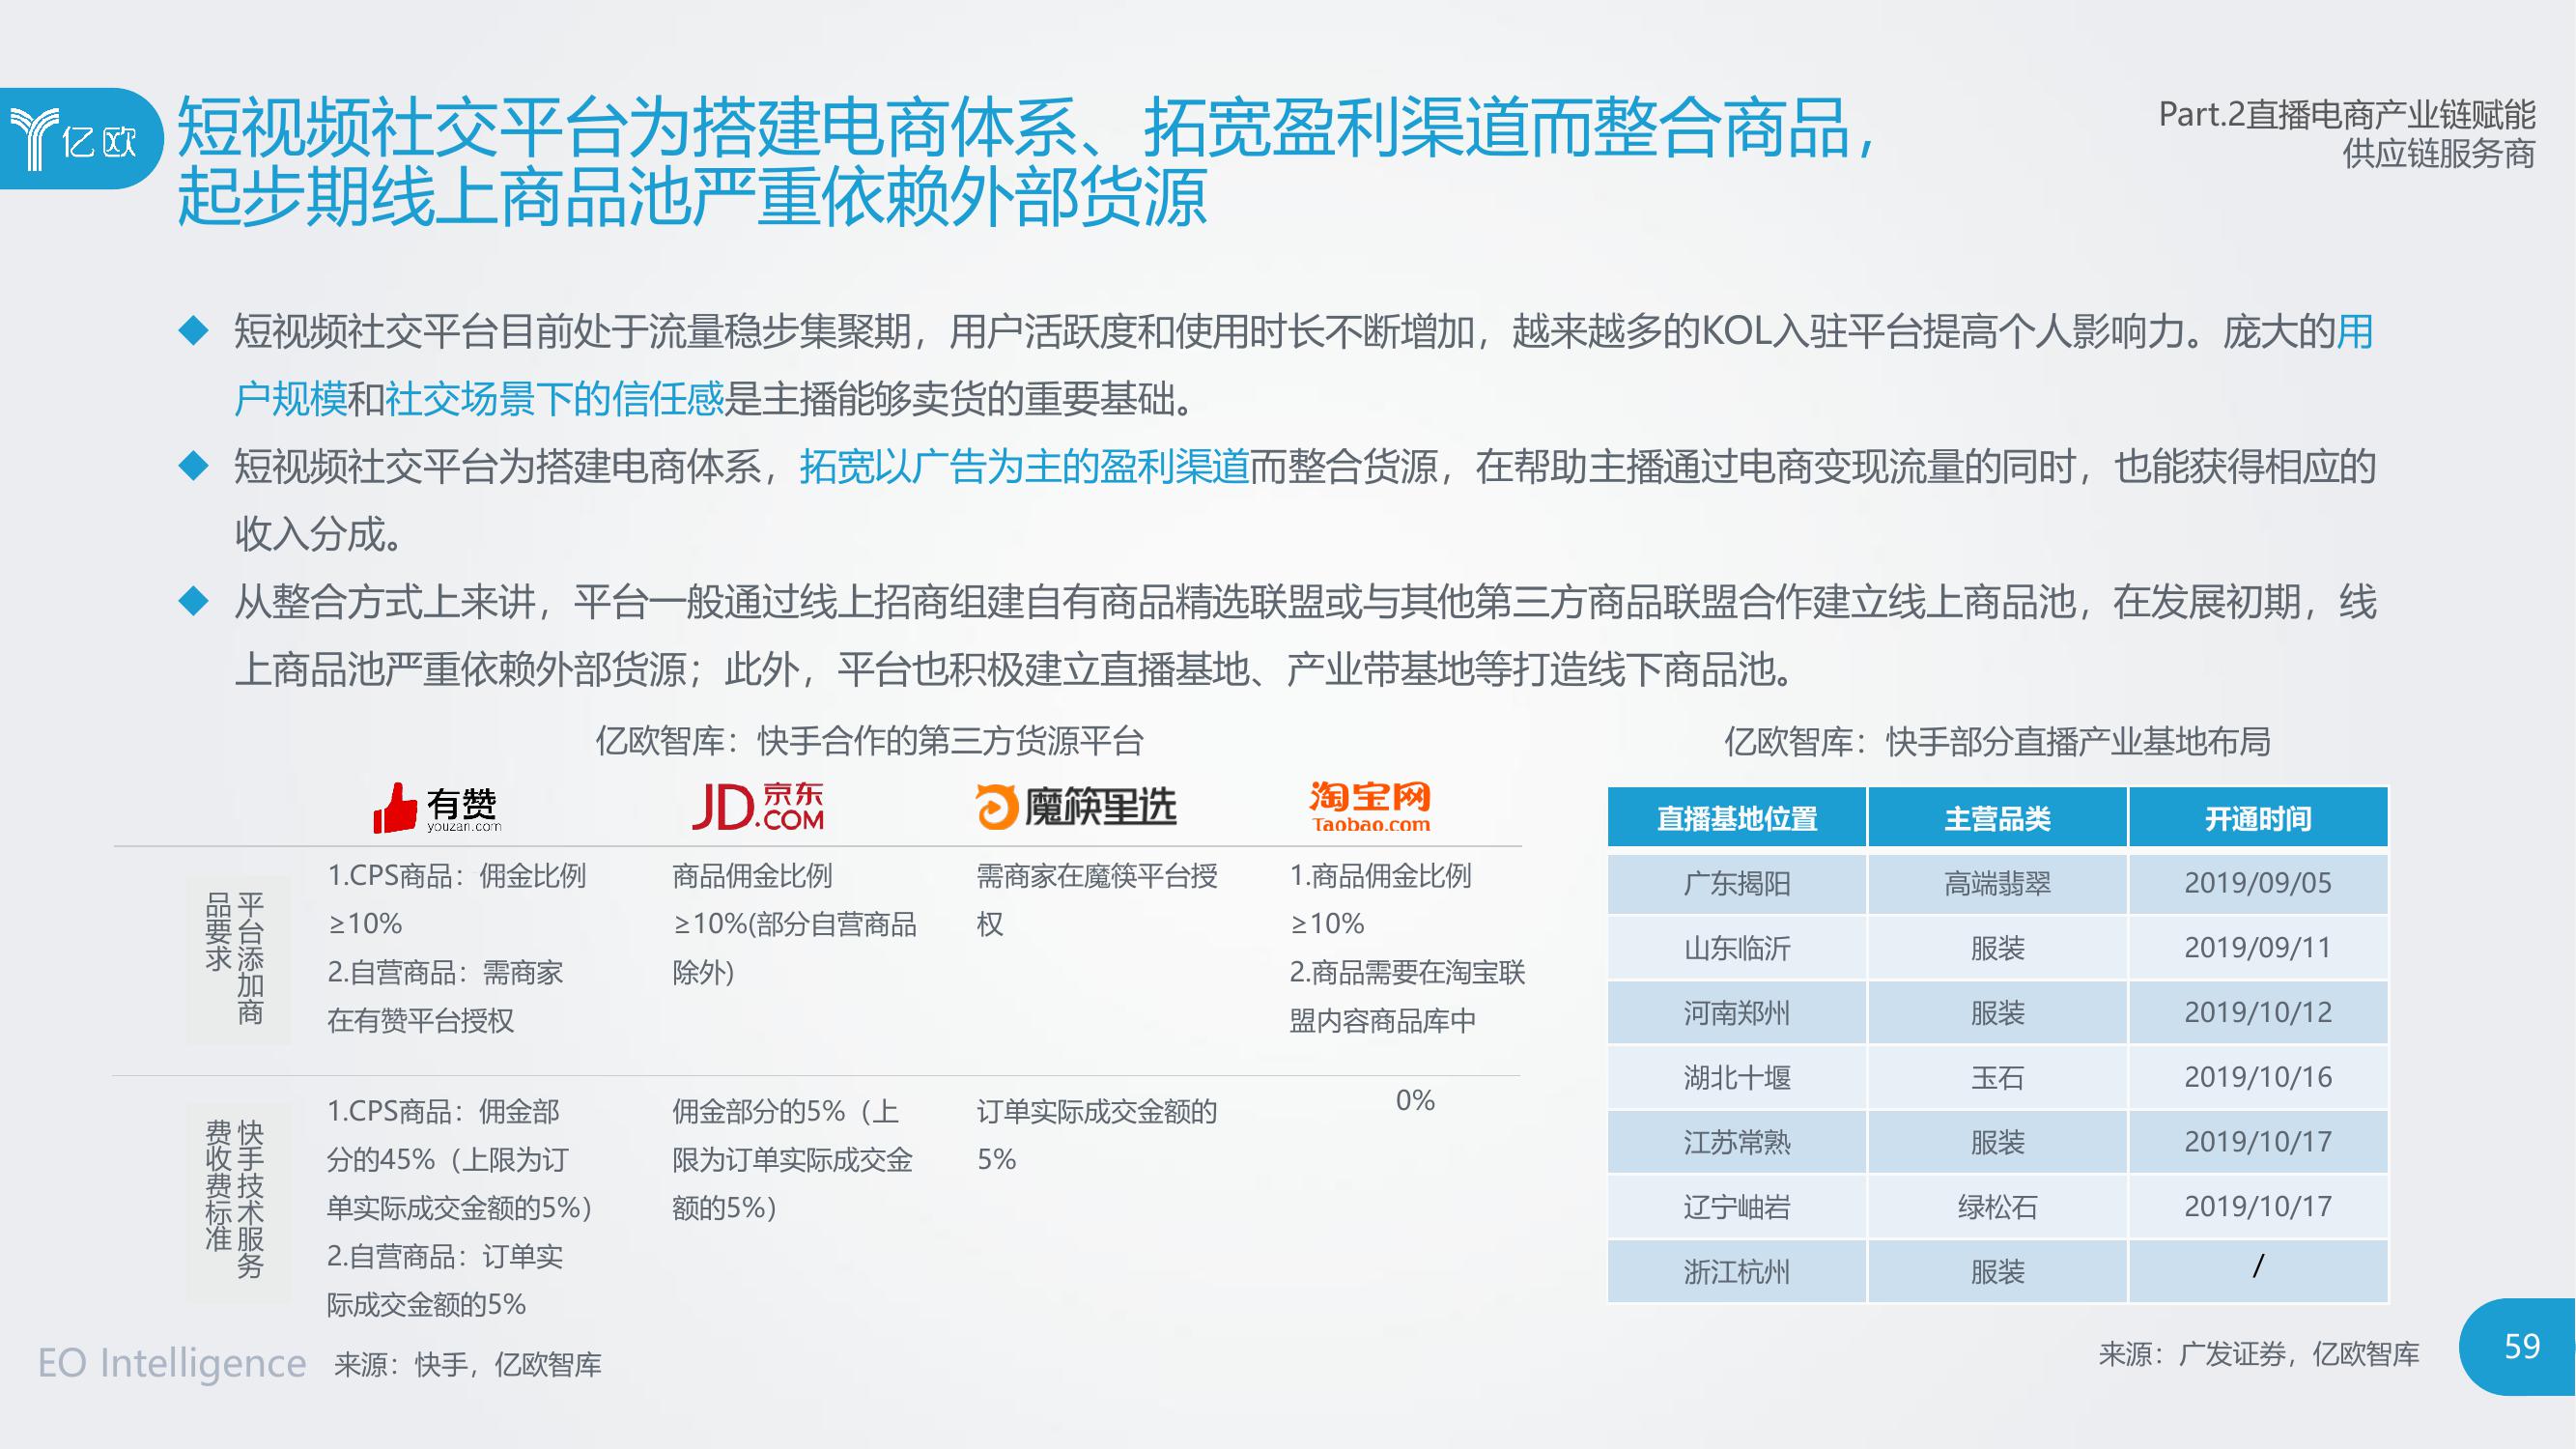 亿欧
短视频社交平台为搭建电商体系、拓宽盈利渠道而整合商品，
起步期线上商品池严重依赖外部货源
Part.2直播电商产业链赋能
供应链服务商
短视频社交平台目前处于流量稳步集聚期，用户活跃度和使用时长不断增加，越来越多的KOL入驻平台提高个人影响力。庞大的用
户规模和社交场景下的信任感是主播能够卖货的重要基础。
短视频社交平台为搭建电商体系，拓宽以广告为主的盈利渠道而整合货源，在帮助主播通过电商变现流量的同时，也能获得相应的
收入分成。
从整合方式上来讲，平台一般通过线上招商组建自有商品精选联盟或与其他第三方商品联盟合作建立线上商品池，在发展初期，线
上商品池严重依赖外部货源；此外，平台也积极建立直播基地、产业带基地等打造线下商品池。
亿欧智库：快手合作的第三方货源平台
有赞
youzan.com
JD.COM 京东
魔筷里选
淘宝网
Taobao.com
平台添加商
品要求
1.CPS商品：佣金比例
≥10%
2.自营商品：需商家
在有赞平台授权
商品佣金比例
≥10%(部分自营商品
除外)
需商家在魔筷平台授
权
1.商品佣金比例
≥10%
2.商品需要在淘宝联
盟内容商品库中
快手技术服务
费收费标准
1.CPS商品：佣金部
分的45%（上限为订
单实际成交金额的5%）
2.自营商品：订单实
际成交金额的5%
佣金部分的5%（上
限为订单实际成交金
额的5%）
订单实际成交金额的
5%
0%
亿欧智库：快手部分直播产业基地布局
直播基地位置 主营品类 开通时间
广东揭阳 高端翡翠 2019/09/05
山东临沂 服装 2019/09/11
河南郑州 服装 2019/10/12
湖北十堰 玉石 2019/10/16
江苏常熟 服装 2019/10/17
辽宁岫岩 绿松石 2019/10/17
浙江杭州 服装 /
EO Intelligence
来源：快手，亿欧智库
来源：广发证券，亿欧智库
59